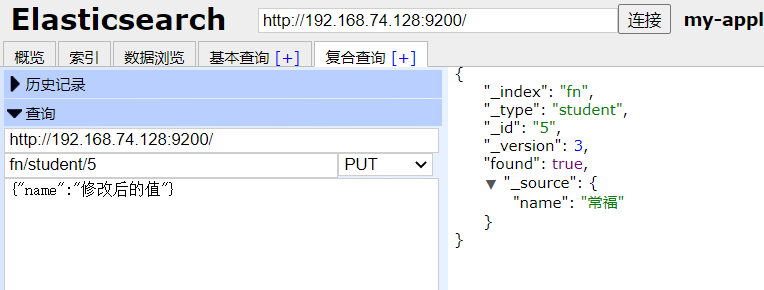 Elasticsearch http://192.168.74.128:9200/ 连接 my-appl
概览 索引 数据浏览 基本查询 [+] 复合查询 [+]
历史记录
查询
http://192.168.74.128:9200/
fn/student/5 PUT
{"name":"修改后的值"}
{
"_index": "fn",
"_type": "student",
"_id": "5",
"_version": 3,
"found": true,
"_source": {
"name": "常福"
}
}